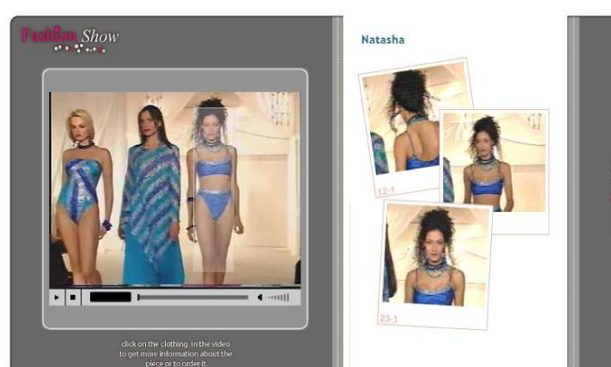 Fashion Show
Natasha
12-1
23-1
click on the clothing in the video
to get more information about the
piece or to order it.